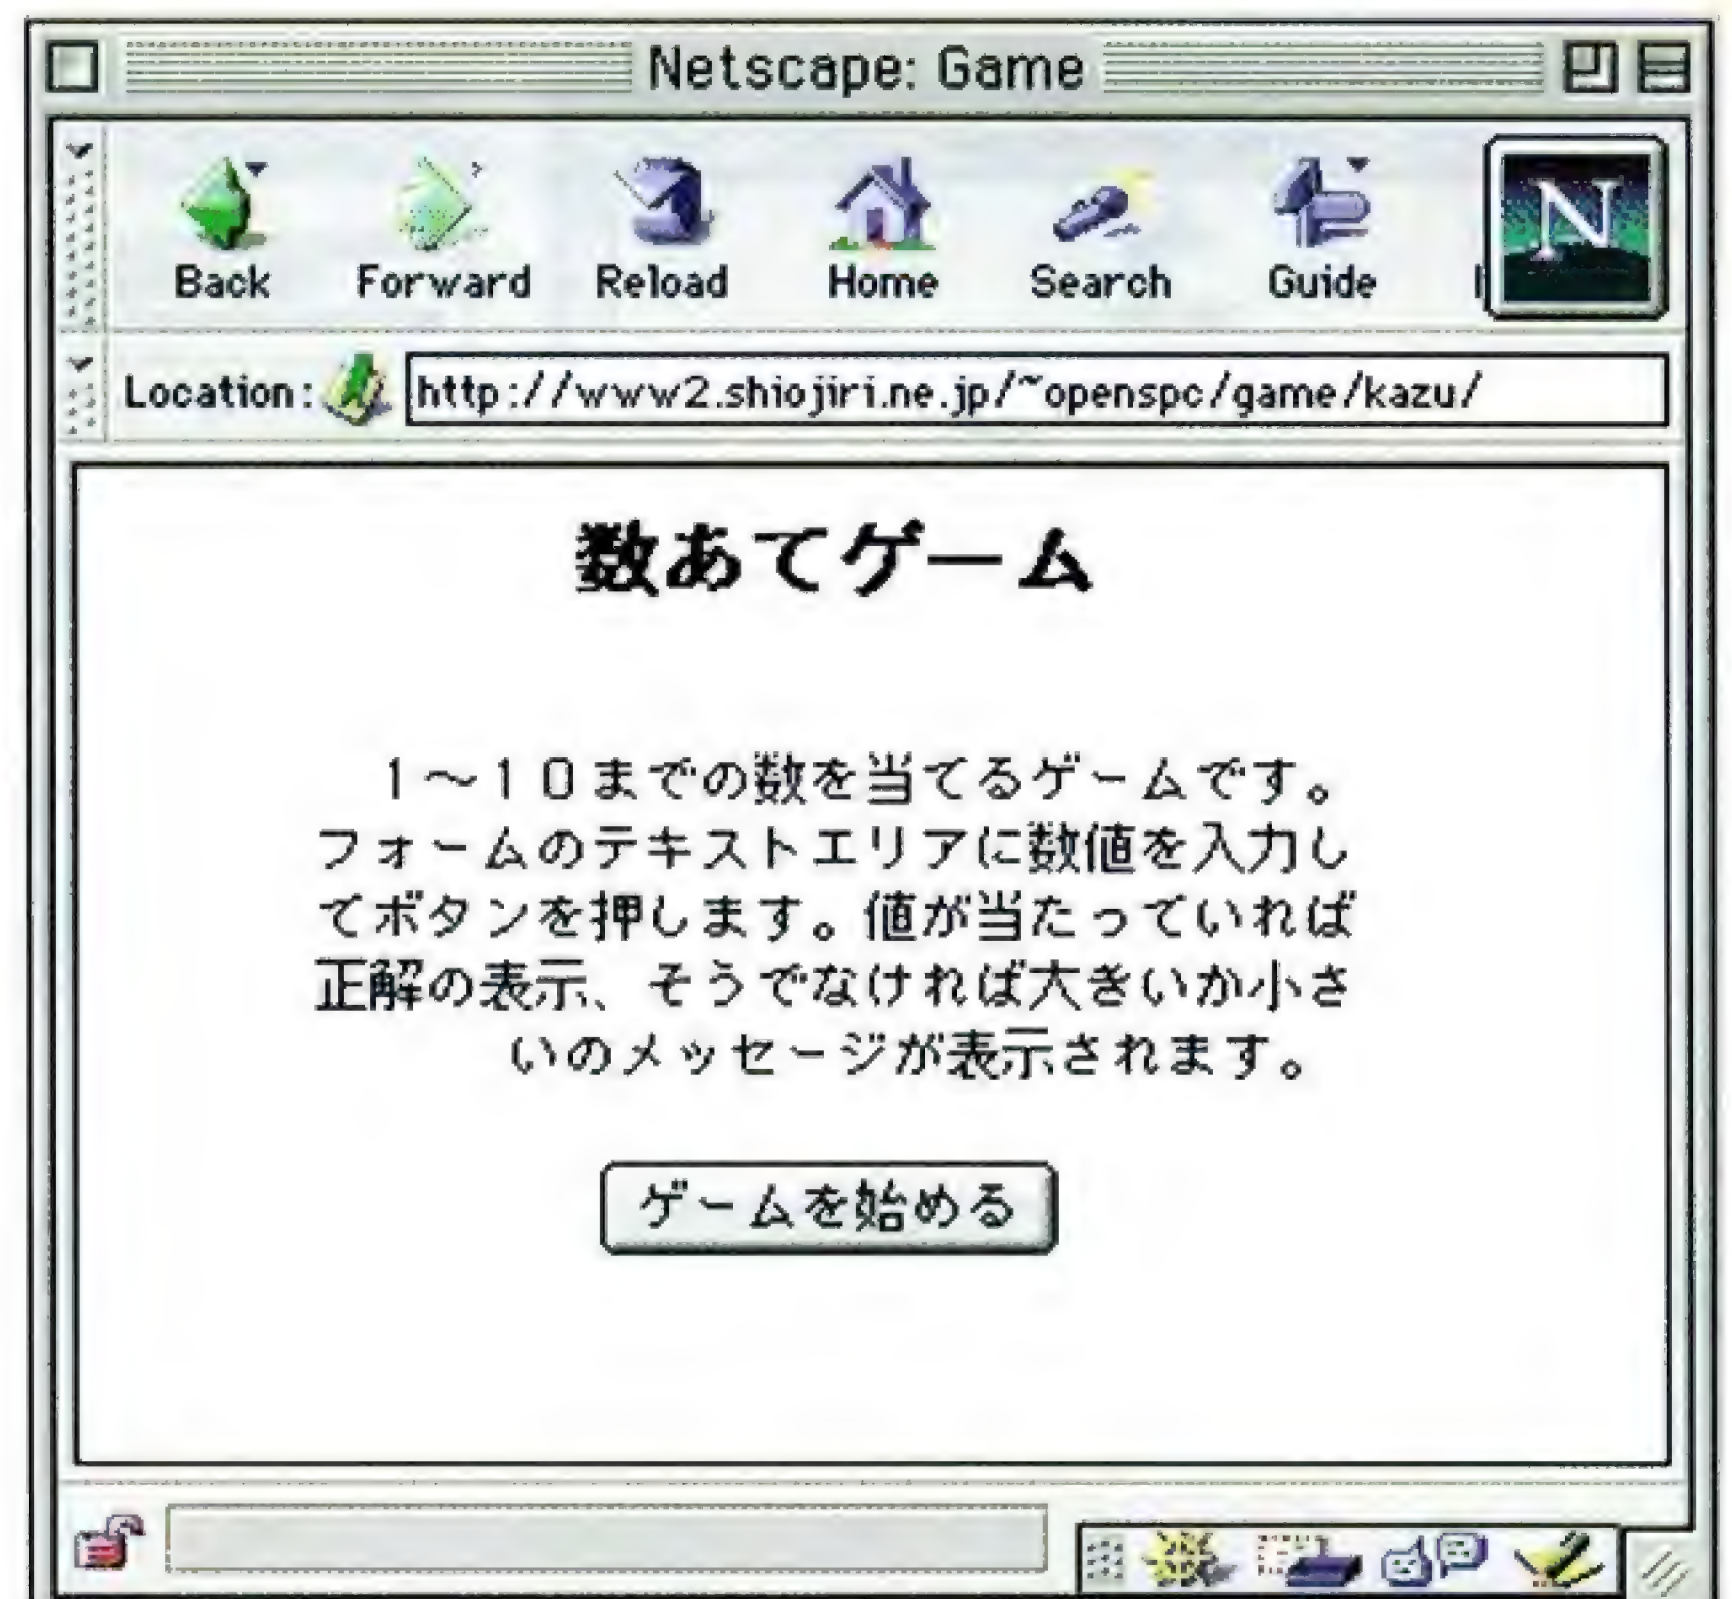 Netscape: Game
Back Forward Reload Home Search Guide
N
Location: http://www2.shiojiri.ne.jp/~openspc/game/kazu/
数あてゲーム
１〜１０までの数を当てるゲームです。
フォームのテキストエリアに数値を入力し
てボタンを押します。値が当たっていれば
正解の表示、そうでなければ大きいか小さ
いのメッセージが表示されます。
ゲームを始める